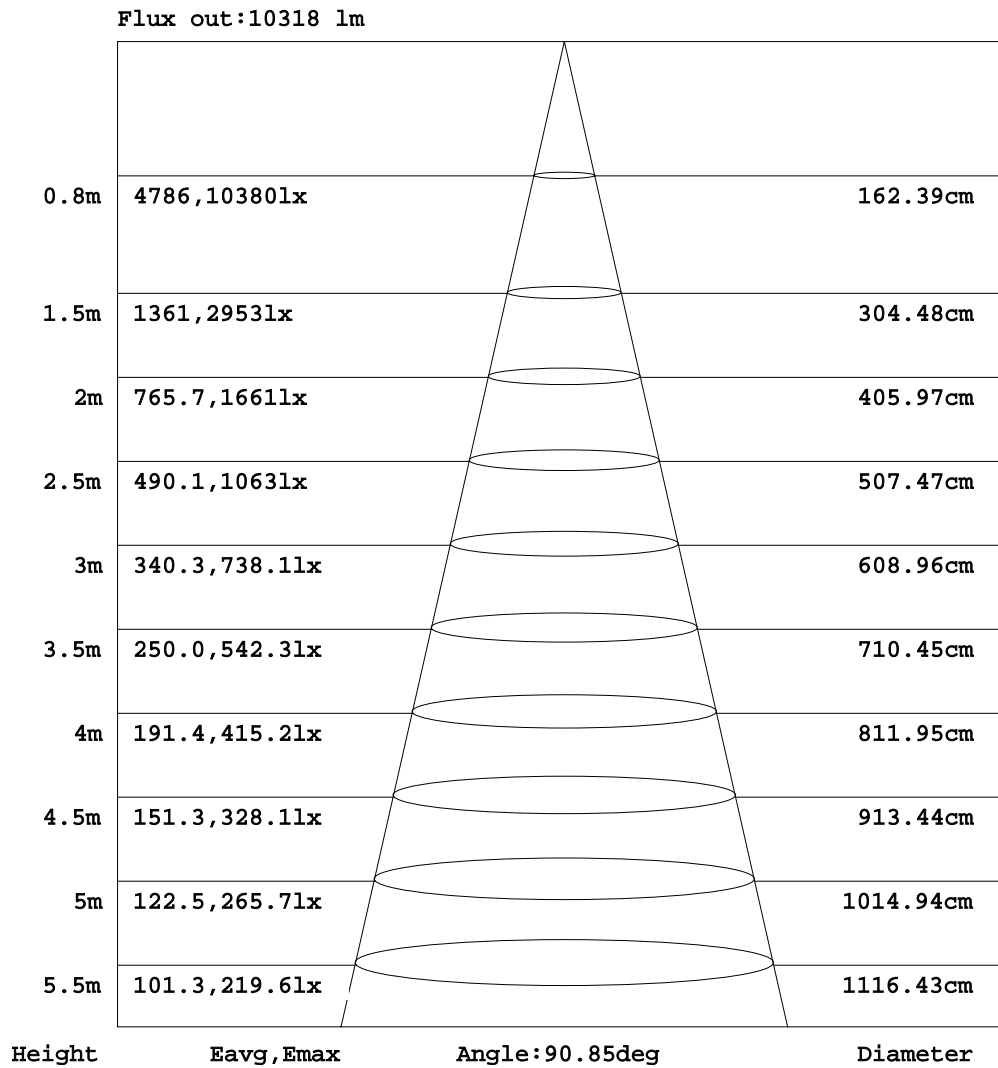 Flux out:10318 lm
0.8m 4786,10380lx 162.39cm
1.5m 1361,2953lx 304.48cm
2m 765.7,1661lx 405.97cm
2.5m 490.1,1063lx 507.47cm
3m 340.3,738.1lx 608.96cm
3.5m 250.0,542.3lx 710.45cm
4m 191.4,415.2lx 811.95cm
4.5m 151.3,328.1lx 913.44cm
5m 122.5,265.7lx 1014.94cm
5.5m 101.3,219.6lx 1116.43cm
Height Eavg,Emax Angle:90.85deg Diameter